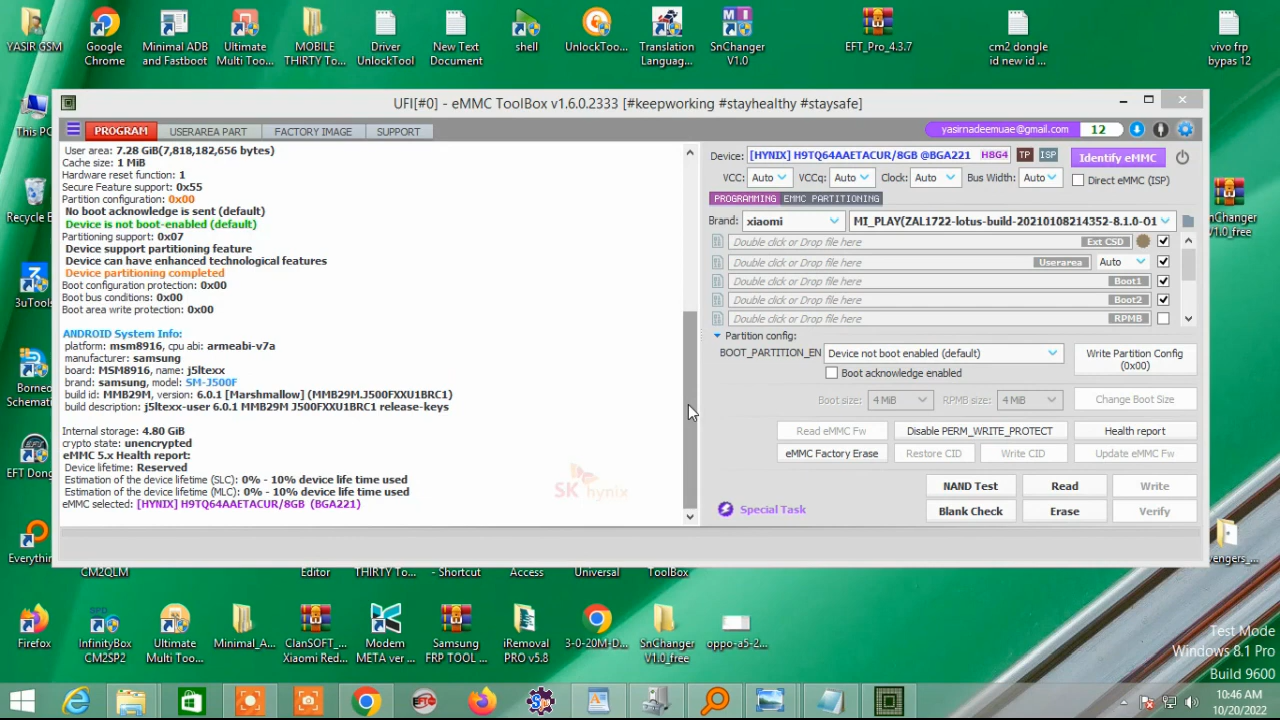 YASIR GSM
Google
Chrome
Minimal ADB
and Fastboot
Ultimate
Multi Too...
MOBILE
THIRTY To...
Driver
UnlockTool
New Text
Document
shell
UnlockToo...
Translation
Languag...
MI
SnChanger
V1.0
EFT_Pro_4.3.7
cm2 dongle
id new id ...
vivo frp
bypas 12
This PC
UFI[#0] - eMMC ToolBox v1.6.0.2333 [#keepworking #stayhealthy #staysafe]
PROGRAM
USERAREA PART
FACTORY IMAGE
SUPPORT
yasirnadeemuae@gmail.com
12
User area: 7.28 GiB(7,818,182,656 bytes)
Cache size: 1 MiB
Hardware reset function: 1
Secure Feature support: 0x55
Partition configuration: 0x00
No boot acknowledge is sent (default)
Device is not boot-enabled (default)
Partitioning support: 0x07
Device support partitioning feature
Device can have enhanced technological features
Device partitioning completed
Boot configuration protection: 0x00
Boot bus conditions: 0x00
Boot area write protection: 0x00
ANDROID System Info:
platform: msm8916, cpu abi: armeabi-v7a
manufacturer: samsung
board: MSM8916, name: j5ltexx
brand: samsung, model: SM-J500F
build id: MMB29M, version: 6.0.1 [Marshmallow] (MMB29M.J500FXXU1BRC1)
build description: j5ltexx-user 6.0.1 MMB29M J500FXXU1BRC1 release-keys
Internal storage: 4.80 GiB
crypto state: unencrypted
eMMC 5.x Health report:
Device lifetime: Reserved
Estimation of the device lifetime (SLC): 0% - 10% device life time used
Estimation of the device lifetime (MLC): 0% - 10% device life time used
eMMC selected: [HYNIX] H9TQ64AAETACUR/8GB (BGA221)
SK hynix
Device: [HYNIX] H9TQ64AAETACUR/8GB @BGA221 H8G4 TP ISP
Identify eMMC
VCC: Auto VCCq: Auto Clock: Auto Bus Width: Auto
Direct eMMC (ISP)
PROGRAMMING
EMMC PARTITIONING
Brand: xiaomi MI_PLAY(ZAL1722-lotus-build-20210108214352-8.1.0-O1
Double click or Drop file here Ext CSD
Double click or Drop file here Userarea Auto
Double click or Drop file here Boot1
Double click or Drop file here Boot2
Double click or Drop file here RPMB
Partition config:
BOOT_PARTITION_EN Device not boot enabled (default)
Write Partition Config
(0x00)
Boot acknowledge enabled
Boot size: 4 MiB RPMB size: 4 MiB Change Boot Size
Read eMMC Fw Disable PERM_WRITE_PROTECT Health report
eMMC Factory Erase Restore CID Write CID Update eMMC Fw
NAND Test Read Write
Special Task Blank Check Erase Verify
Recycle B
3uTools
Borneo
Schemati
EFT Dong
Everythin
SnChanger
V1.0_free
vengers_...
CM2QLM
Editor
THIRTY To...
- Shortcut
Access
Universal
ToolBox
Firefox
InfinityBox
CM2SP2
Ultimate
Multi Too...
Minimal_A...
ClanSOFT_...
Xiaomi Red...
Modem
META ver ...
Samsung
FRP TOOL ...
iRemoval
PRO v5.8
3-0-20M-D...
SnChanger
V1.0_free
oppo-a5-2...
Test Mode
Windows 8.1 Pro
Build 9600
10:46 AM
10/20/2022